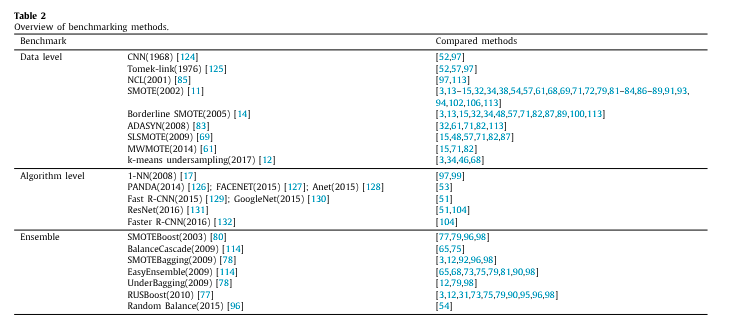 Table 2
Overview of benchmarking methods.
Benchmark Compared methods
Data level CNN(1968) [124] [52,97]
Tomek-link(1976) [125] [52,57,97]
NCL(2001) [85] [97,113]
SMOTE(2002) [11] [3,13–15,32,34,38,54,57,61,68,69,71,72,79,81–84,86–89,91,93,
94,102,106,113]
Borderline SMOTE(2005) [14] [3,13,15,32,34,48,57,71,82,87,89,100,113]
ADASYN(2008) [83] [32,61,71,82,113]
SLSMOTE(2009) [69] [15,48,57,71,82,87]
MWMOTE(2014) [61] [15,71,82]
k-means undersampling(2017) [12] [3,34,46,68]
Algorithm level 1-NN(2008) [17] [97,99]
PANDA(2014) [126]; FACENET(2015) [127]; Anet(2015) [128] [53]
Fast R-CNN(2015) [129]; GoogleNet(2015) [130] [51]
ResNet(2016) [131] [51,104]
Faster R-CNN(2016) [132] [104]
Ensemble SMOTEBoost(2003) [80] [77,79,96,98]
BalanceCascade(2009) [114] [65,75]
SMOTEBagging(2009) [78] [3,12,92,96,98]
EasyEnsemble(2009) [114] [65,68,73,75,79,81,90,98]
UnderBagging(2009) [78] [12,79,98]
RUSBoost(2010) [77] [3,12,31,73,75,79,90,95,96,98]
Random Balance(2015) [96] [54]